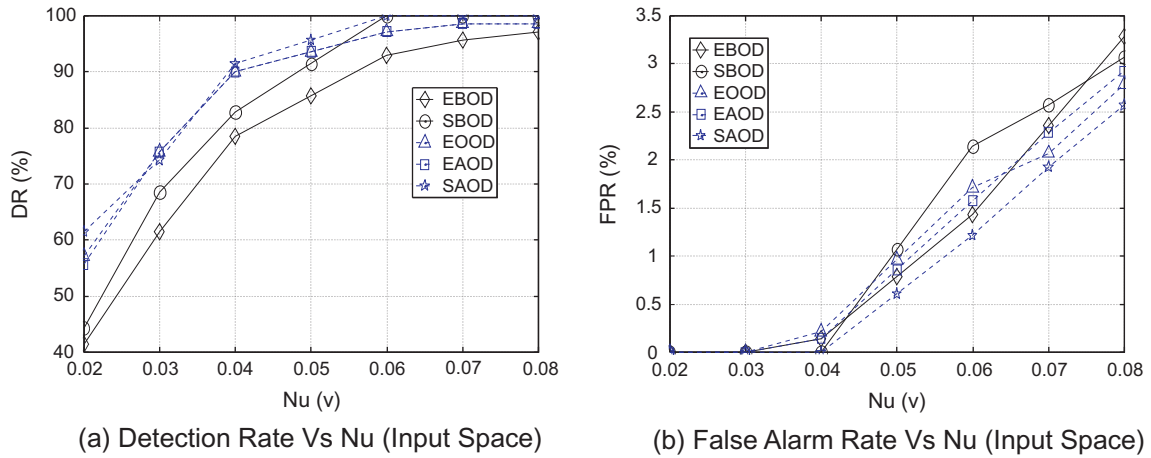 100
90
80
70
60
50
40
DR (%)
EBOD
SBOD
EOOD
EAOD
SAOD
0.02 0.03 0.04 0.05 0.06 0.07 0.08
Nu (v)
(a) Detection Rate Vs Nu (Input Space)
3.5
3
2.5
2
1.5
1
0.5
0
FPR (%)
EBOD
SBOD
EOOD
EAOD
SAOD
0.02 0.03 0.04 0.05 0.06 0.07 0.08
Nu (v)
(b) False Alarm Rate Vs Nu (Input Space)